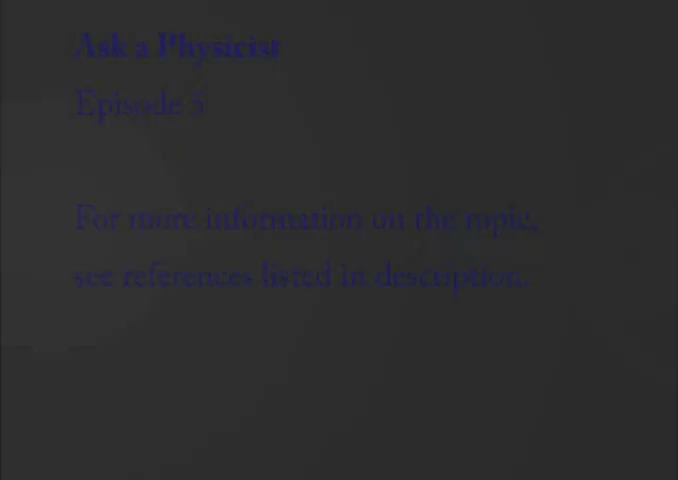 Ask a Physicist
Episode 5
For more information on the topic,
see references listed in description.